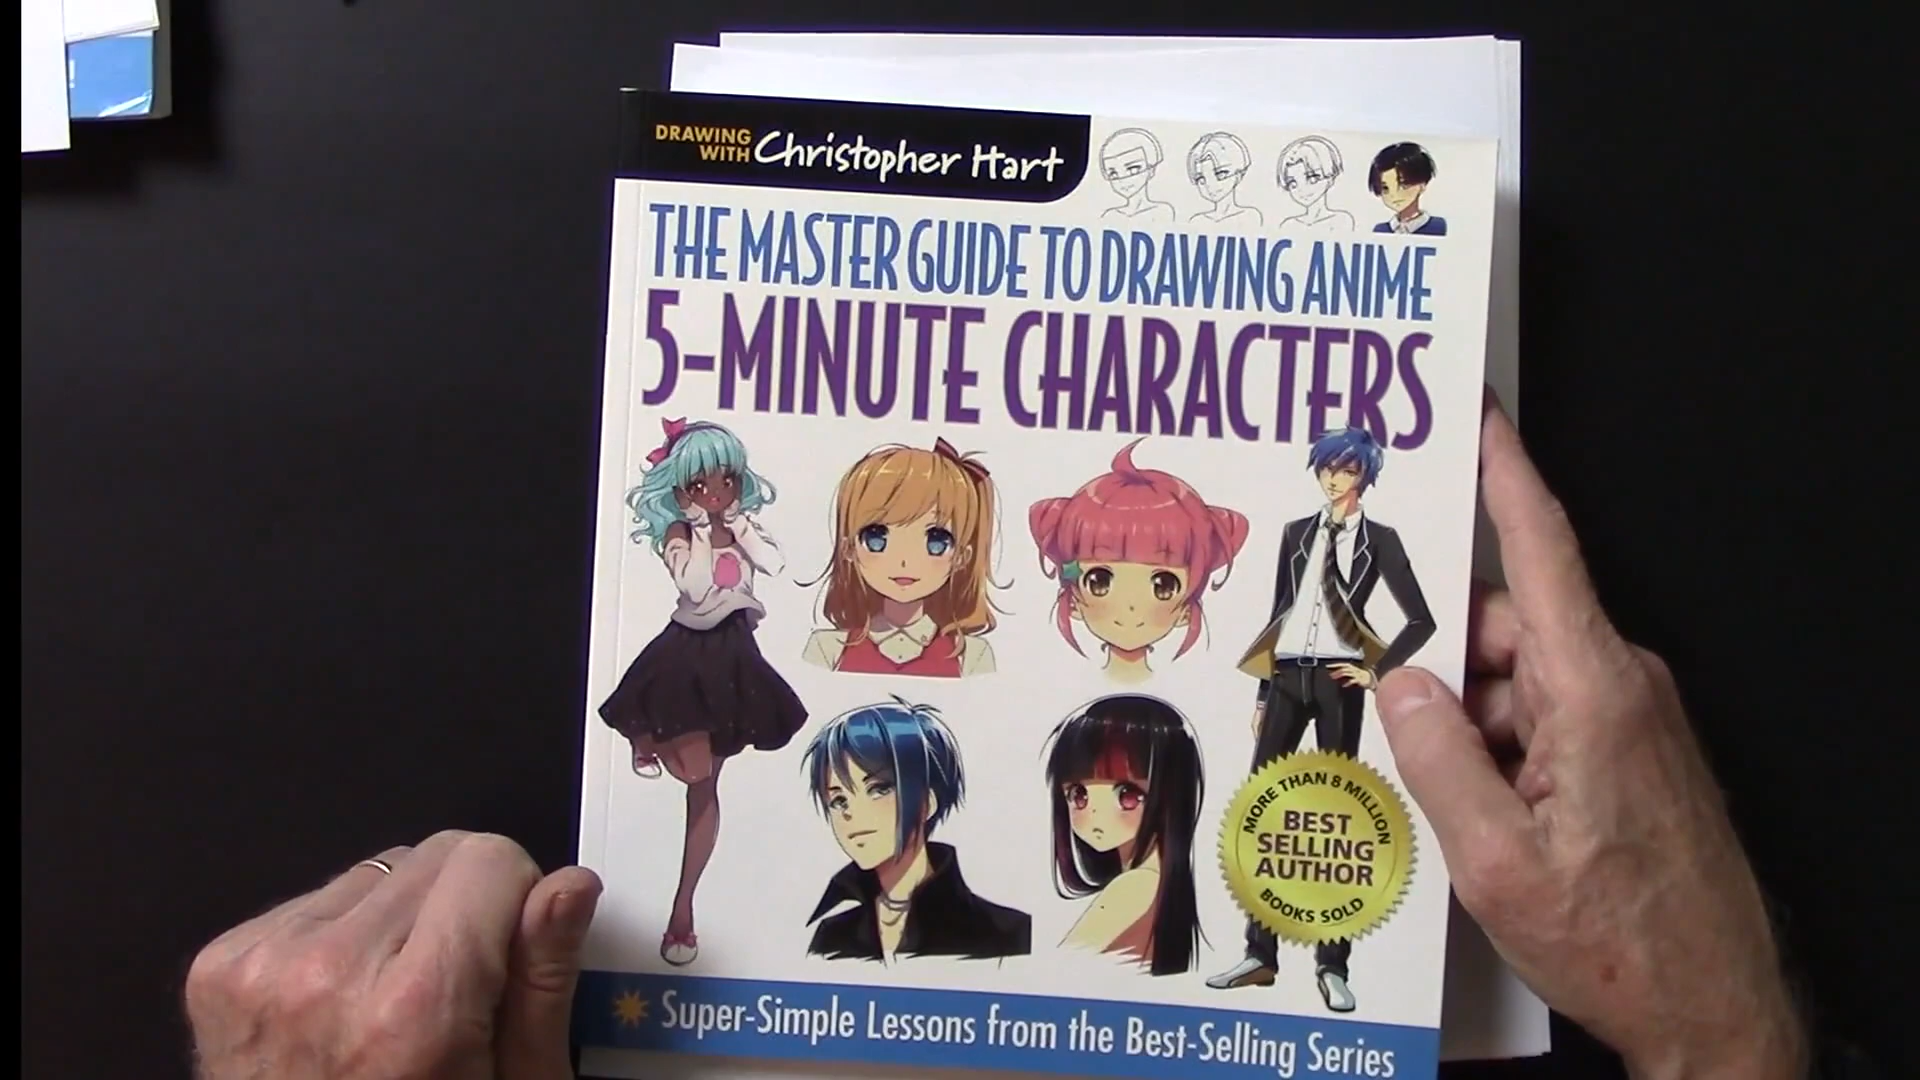 DRAWING
WITH Christopher Hart
THE MASTER GUIDE TO DRAWING ANIME
5-MINUTE CHARACTERS
MORE THAN 8 MILLION
BEST
SELLING
AUTHOR
BOOKS SOLD
Super-Simple Lessons from the Best-Selling Series